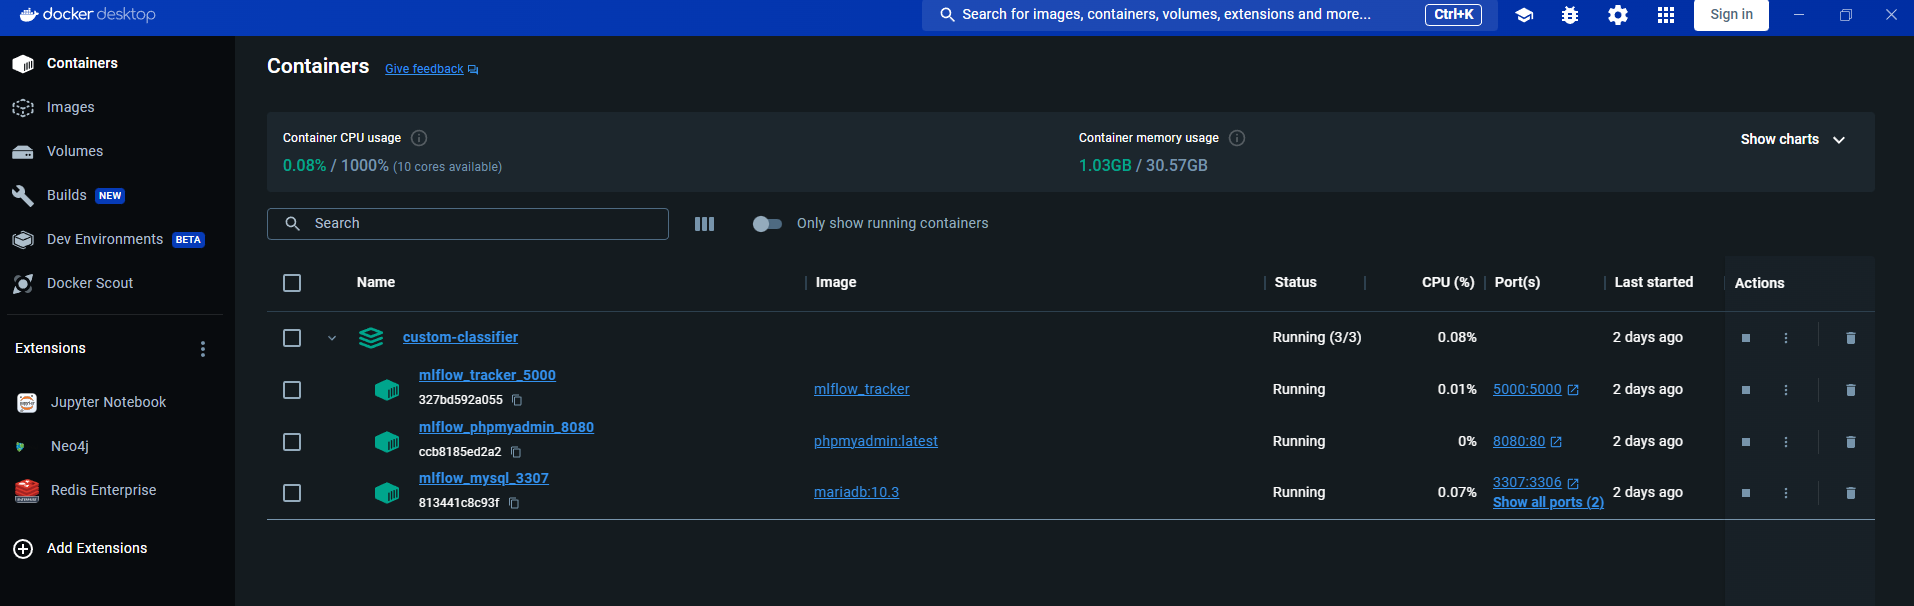 docker desktop
Search for images, containers, volumes, extensions and more...
Ctrl+K
Sign in
Containers
Images
Volumes
Builds NEW
Dev Environments BETA
Docker Scout
Extensions
Jupyter Notebook
Neo4j
Redis Enterprise
Add Extensions
Containers Give feedback
Container CPU usage
0.08% / 1000% (10 cores available)
Container memory usage
1.03GB / 30.57GB
Show charts
Search
Only show running containers
Name Image Status CPU (%) Port(s) Last started Actions
custom-classifier Running (3/3) 0.08% 2 days ago
mlflow_tracker_5000
327bd592a055
mlflow_tracker Running 0.01% 5000:5000 2 days ago
mlflow_phpmyadmin_8080
ccb8185ed2a2
phpmyadmin:latest Running 0% 8080:80 2 days ago
mlflow_mysql_3307
813441c8c93f
mariadb:10.3 Running 0.07% 3307:3306 2 days ago
Show all ports (2)